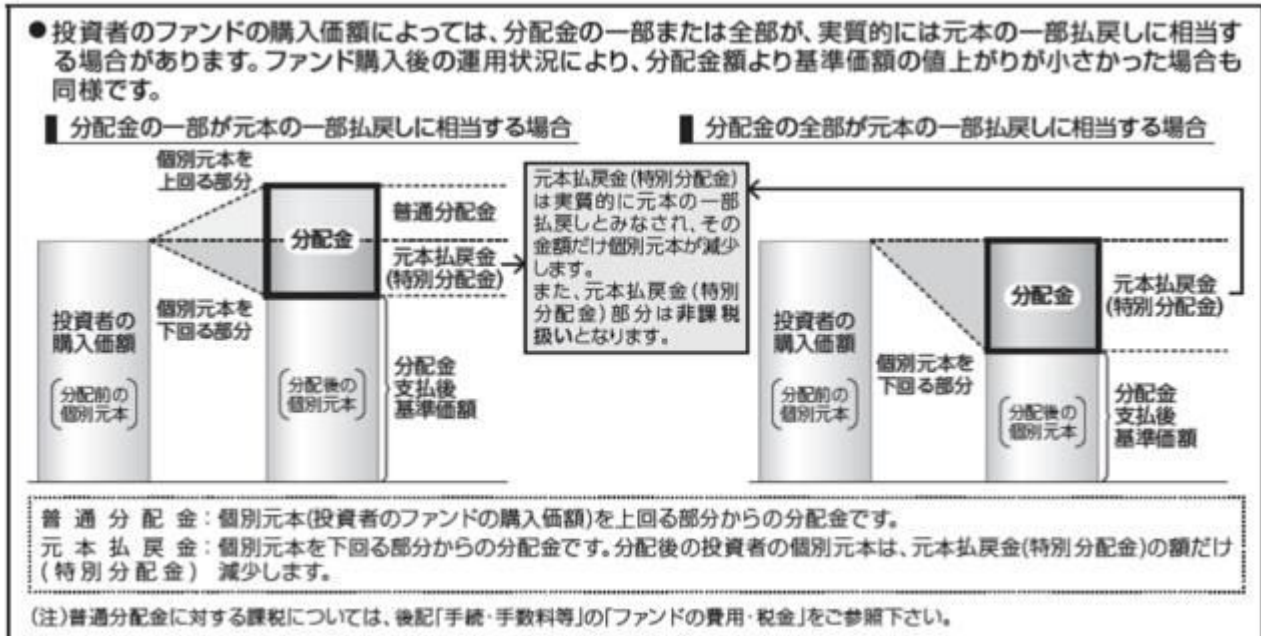 ●投資者のファンドの購入価額によっては、分配金の一部または全部が、実質的には元本の一部払戻しに相当す
る場合があります。ファンド購入後の運用状況により、分配金額より基準価額の値上がりが小さかった場合も
同様です。
分配金の一部が元本の一部払戻しに相当する場合
個別元本を
上回る部分
分配金
普通分配金
元本払戻金
(特別分配金)
個別元本を
下回る部分
投資者の
購入価額
(分配前の
個別元本)
(分配後の
個別元本)
分配金
支払後
基準価額
元本払戻金(特別分配金)
は実質的に元本の一部
払戻しとみなされ、その
金額だけ個別元本が減少
します。
また、元本払戻金(特別
分配金)部分は非課税
扱いとなります。
分配金の全部が元本の一部払戻しに相当する場合
分配金
元本払戻金
(特別分配金)
投資者の
購入価額
(分配前の
個別元本)
個別元本を
下回る部分
(分配後の
個別元本)
分配金
支払後
基準価額
普通分配金:個別元本(投資者のファンドの購入価額)を上回る部分からの分配金です。
元本払戻金:個別元本を下回る部分からの分配金です。分配後の投資者の個別元本は、元本払戻金(特別分配金)の額だけ
(特別分配金) 減少します。
(注)普通分配金に対する課税については、後記「手続・手数料等」の「ファンドの費用・税金」をご参照下さい。